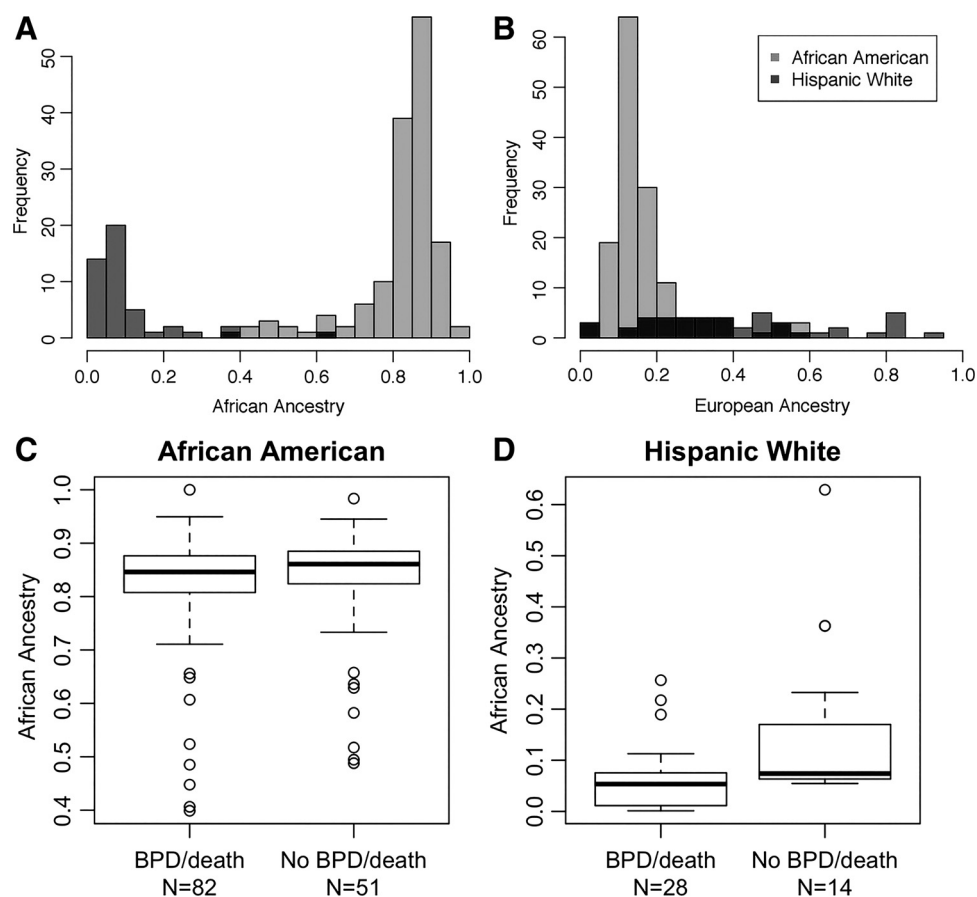 A
Frequency
0
10
20
30
40
50
0.0 0.2 0.4 0.6 0.8 1.0
African Ancestry
B
Frequency
0
10
20
30
40
50
60
0.0 0.2 0.4 0.6 0.8 1.0
European Ancestry
African American
Hispanic White
C
African American
African Ancestry
0.4
0.5
0.6
0.7
0.8
0.9
1.0
BPD/death No BPD/death
N=82 N=51
D
Hispanic White
African Ancestry
0.0
0.1
0.2
0.3
0.4
0.5
0.6
BPD/death No BPD/death
N=28 N=14